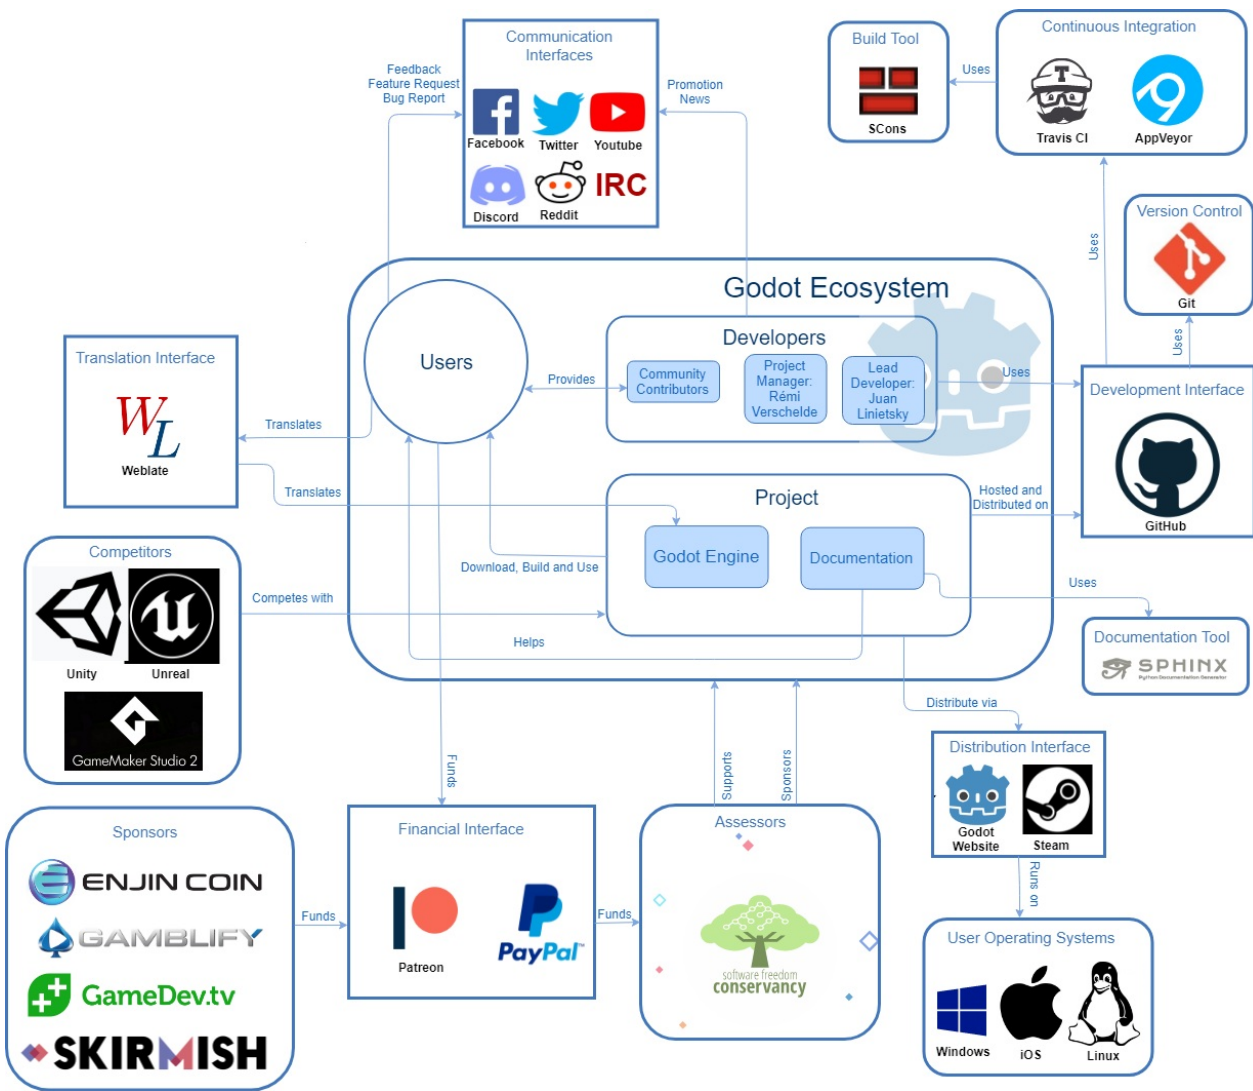 Communication
Interfaces
Facebook
Twitter
Youtube
Discord
Reddit
IRC
Feedback
Feature Request
Bug Report
Promotion
News
Build Tool
SCons
Uses
Continuous Integration
Travis CI
AppVeyor
Uses
Version Control
Git
Uses
Godot Ecosystem
Users
Developers
Community
Contributors
Project
Manager:
Rémi
Verschelde
Lead
Developer:
Juan
Linietsky
Provides
Uses
Development Interface
GitHub
Translation Interface
WL
Weblate
Translates
Translates
Project
Godot Engine
Documentation
Hosted and
Distributed on
Download, Build and Use
Competitors
Unity
Unreal
GameMaker Studio 2
Competes with
Helps
Uses
Documentation Tool
SPHINX
Python Documentation Generator
Distribute via
Distribution Interface
Godot
Website
Steam
Runs on
User Operating Systems
Windows
iOS
Linux
Funds
Supports
Sponsors
Sponsors
ENJIN COIN
GAMBLIFY
GameDev.tv
SKIRMISH
Funds
Financial Interface
Patreon
PayPal
Funds
Assessors
software freedom
conservancy